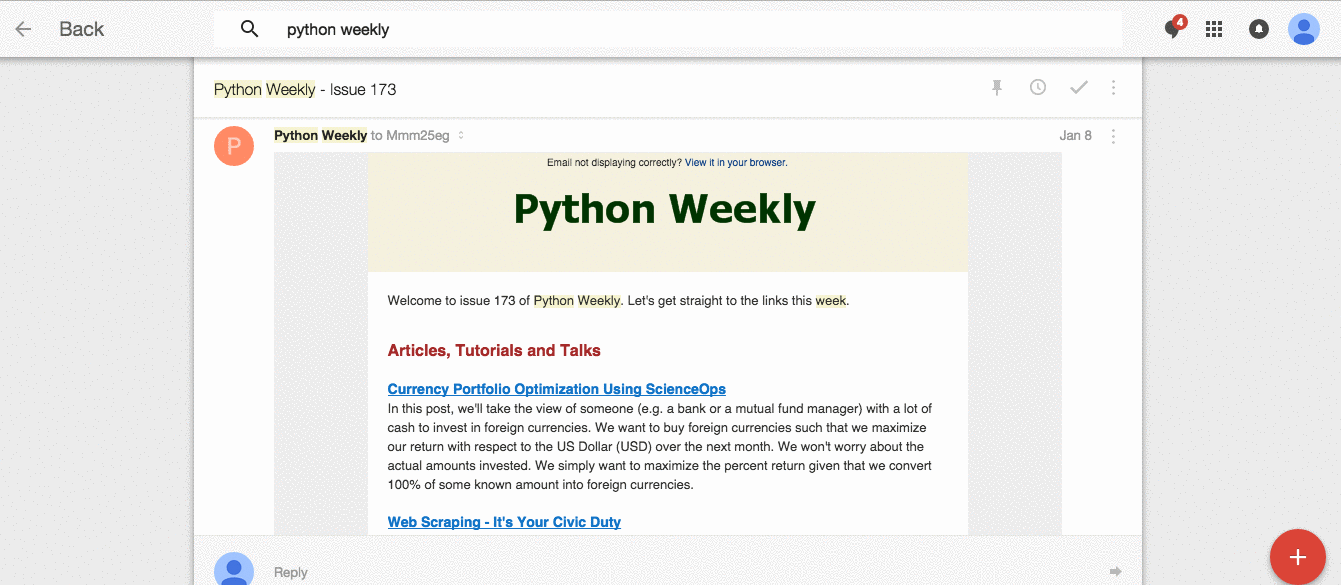 Back
python weekly
4
Python Weekly - Issue 173
P
Python Weekly to Mmm25eg
Jan 8
Email not displaying correctly? View it in your browser.
Python Weekly
Welcome to issue 173 of Python Weekly. Let's get straight to the links this week.
Articles, Tutorials and Talks
Currency Portfolio Optimization Using ScienceOps
In this post, we'll take the view of someone (e.g. a bank or a mutual fund manager) with a lot of
cash to invest in foreign currencies. We want to buy foreign currencies such that we maximize
our return with respect to the US Dollar (USD) over the next month. We won't worry about the
actual amounts invested. We simply want to maximize the percent return given that we convert
100% of some known amount into foreign currencies.
Web Scraping - It's Your Civic Duty
Reply